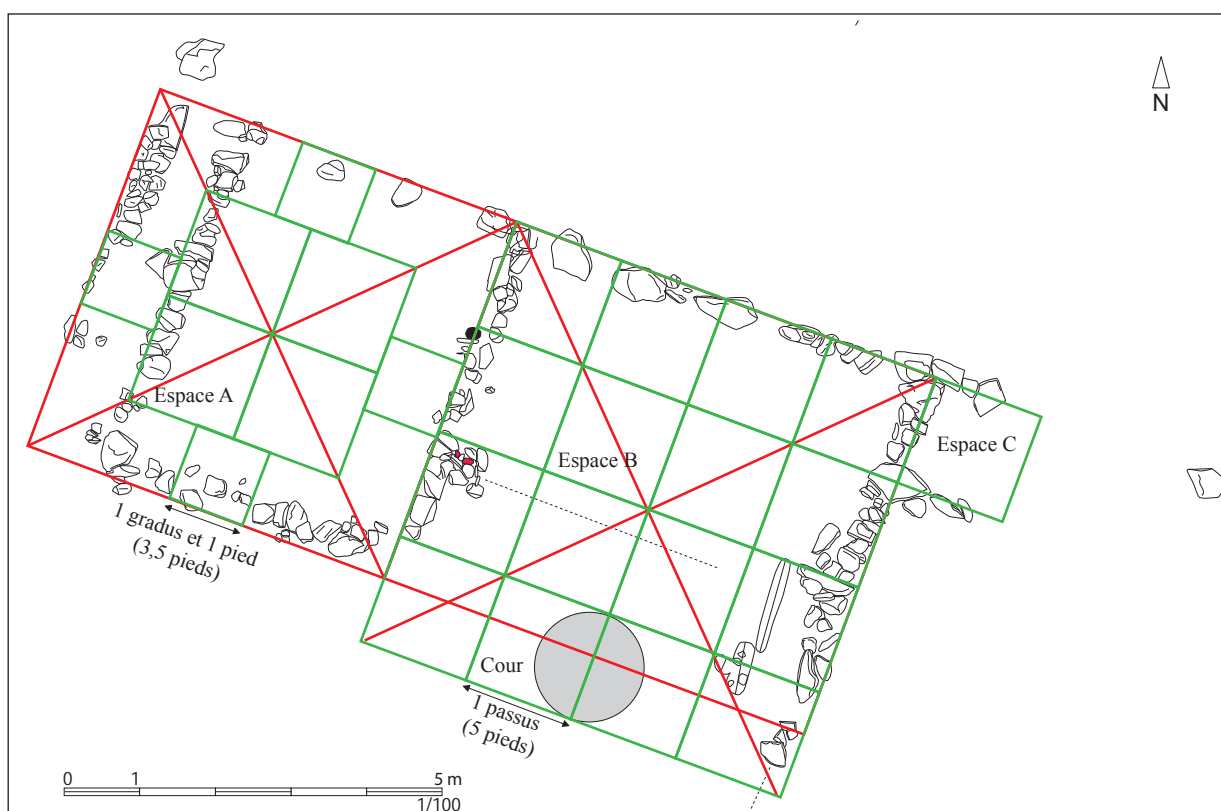 N
Espace A
Espace C
Espace B
1 gradus et 1 pied
(3,5 pieds)
Cour
1 passus
(5 pieds)
0 1 5 m
1/100